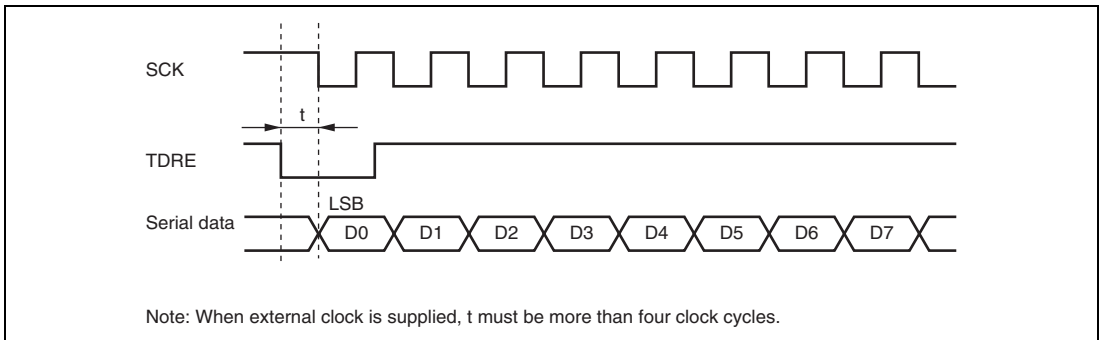 SCK
t
TDRE
LSB
Serial data
D0 D1 D2 D3 D4 D5 D6 D7
Note: When external clock is supplied, t must be more than four clock cycles.